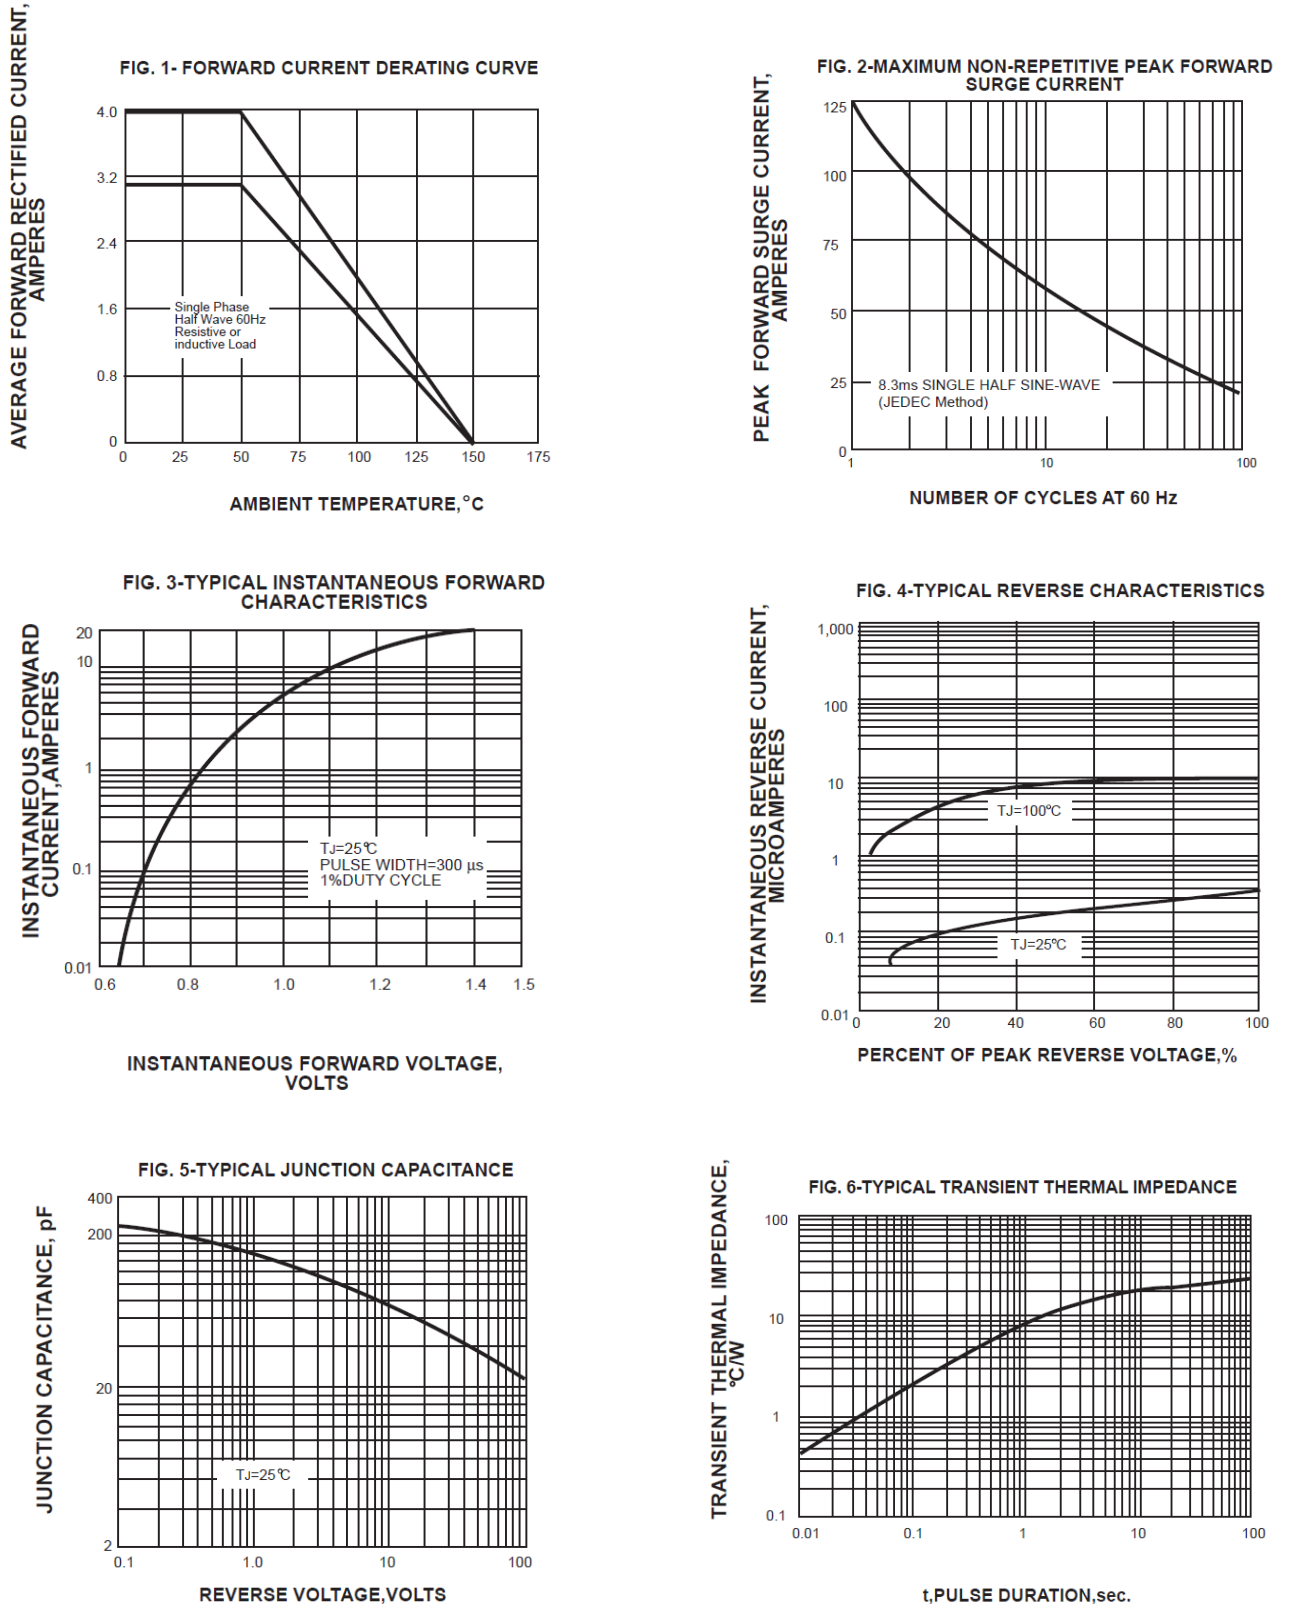 FIG. 1- FORWARD CURRENT DERATING CURVE
AVERAGE FORWARD RECTIFIED CURRENT,
AMPERES
4.0
3.2
2.4
1.6
0.8
0
Single Phase
Half Wave 60Hz
Resistive or
inductive Load
0 25 50 75 100 125 150 175
AMBIENT TEMPERATURE,°C
FIG. 2-MAXIMUM NON-REPETITIVE PEAK FORWARD
SURGE CURRENT
PEAK FORWARD SURGE CURRENT,
AMPERES
125
100
75
50
25
0
8.3ms SINGLE HALF SINE-WAVE
(JEDEC Method)
1 10 100
NUMBER OF CYCLES AT 60 Hz
FIG. 3-TYPICAL INSTANTANEOUS FORWARD
CHARACTERISTICS
INSTANTANEOUS FORWARD
CURRENT,AMPERES
20
10
1
0.1
0.01
TJ=25℃
PULSE WIDTH=300 µs
1%DUTY CYCLE
0.6 0.8 1.0 1.2 1.4 1.5
INSTANTANEOUS FORWARD VOLTAGE,
VOLTS
FIG. 4-TYPICAL REVERSE CHARACTERISTICS
INSTANTANEOUS REVERSE CURRENT,
MICROAMPERES
1,000
100
10
1
0.1
0.01
TJ=100℃
TJ=25℃
0 20 40 60 80 100
PERCENT OF PEAK REVERSE VOLTAGE,%
FIG. 5-TYPICAL JUNCTION CAPACITANCE
JUNCTION CAPACITANCE, pF
400
200
20
2
TJ=25℃
0.1 1.0 10 100
REVERSE VOLTAGE,VOLTS
FIG. 6-TYPICAL TRANSIENT THERMAL IMPEDANCE
TRANSIENT THERMAL IMPEDANCE,
℃/W
100
10
1
0.1
0.01 0.1 1 10 100
t,PULSE DURATION,sec.